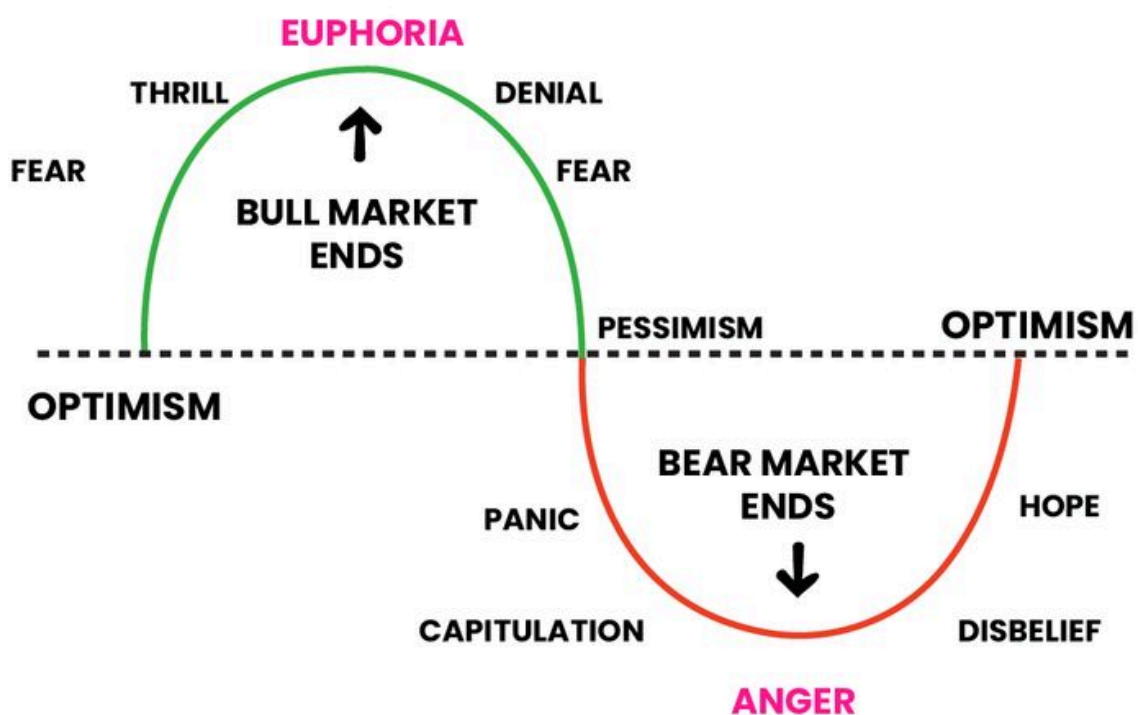 EUPHORIA
THRILL
DENIAL
FEAR
FEAR
BULL MARKET
ENDS
PESSIMISM
OPTIMISM
OPTIMISM
BEAR MARKET
ENDS
PANIC
HOPE
CAPITULATION
DISBELIEF
ANGER